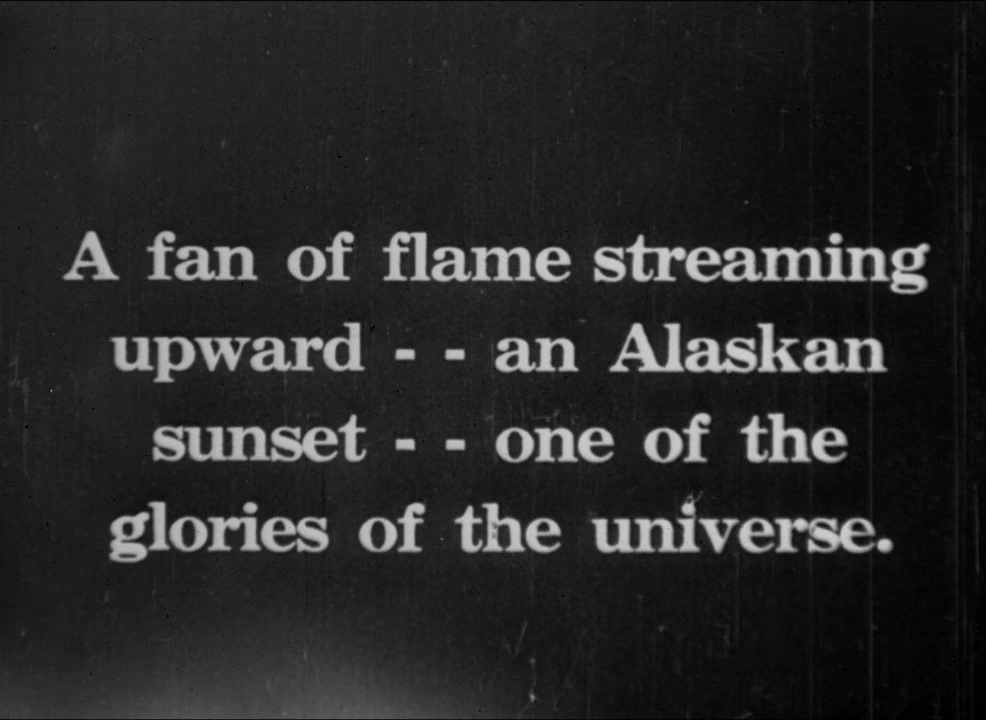 A fan of flame streaming
upward - - an Alaskan
sunset - - one of the
glories of the universe.